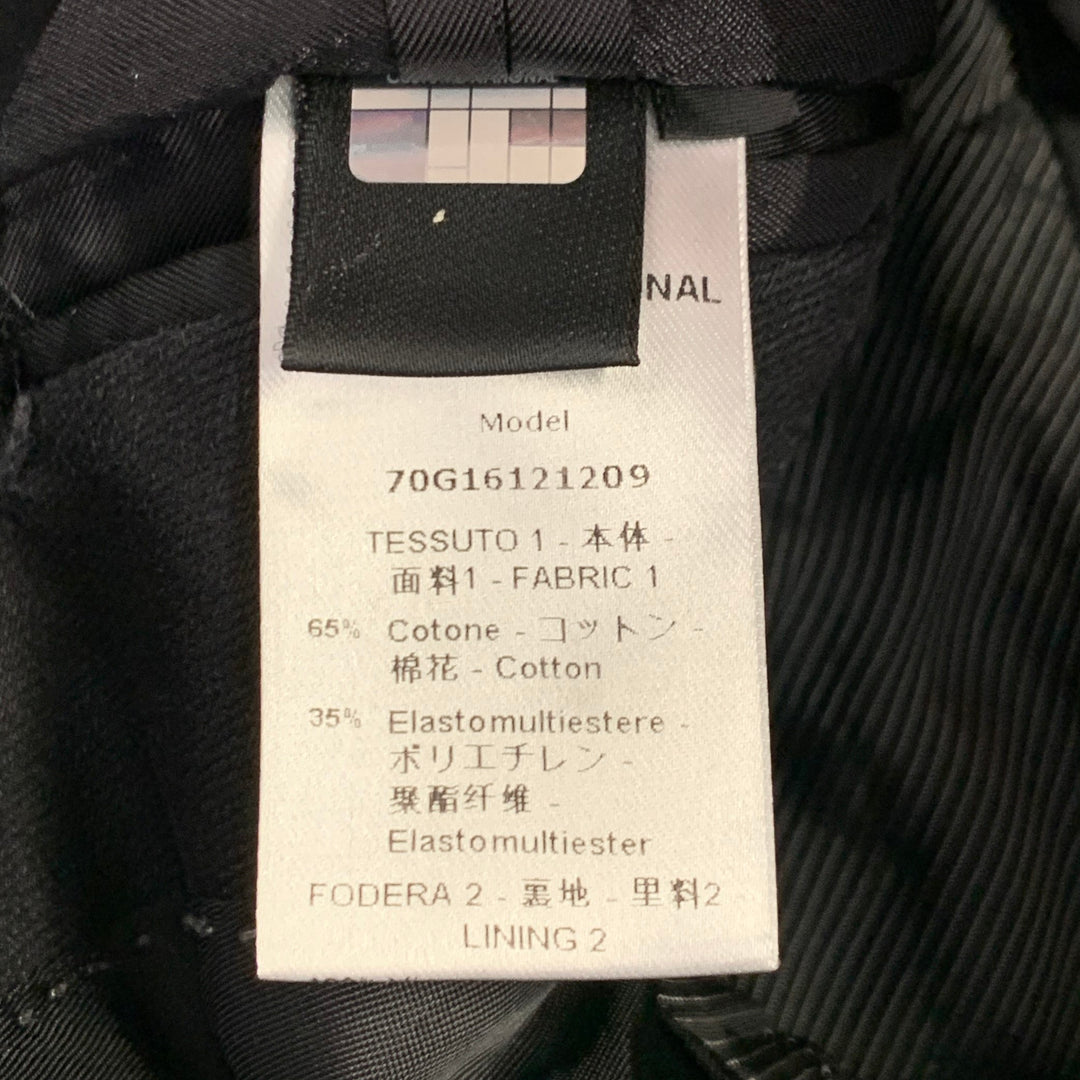 NAL
Model
70G16121209
TESSUTO 1 - 本体 -
面料1 - FABRIC 1
65% Cotone - コットン -
棉花 - Cotton
35% Elastomultiestere -
ポリエチレン -
聚酯纤维 -
Elastomultiester
FODERA 2 - 裏地 - 里料2
LINING 2